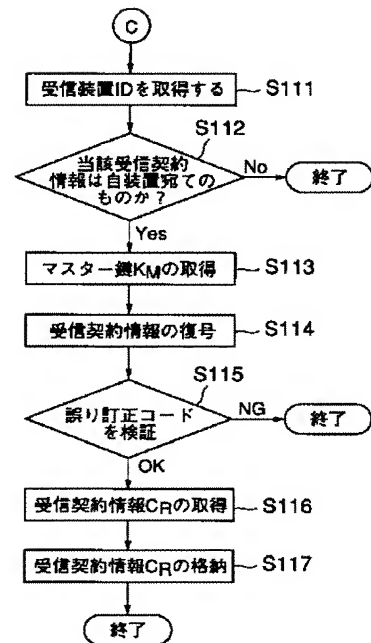 C
受信装置IDを取得する
S111
S112
当該受信契約
情報は自装置宛ての
ものか？
No
終了
Yes
マスター鍵KMの取得
S113
受信契約情報の復号
S114
S115
誤り訂正コード
を検証
NG
終了
OK
受信契約情報CRの取得
S116
受信契約情報CRの格納
S117
終了